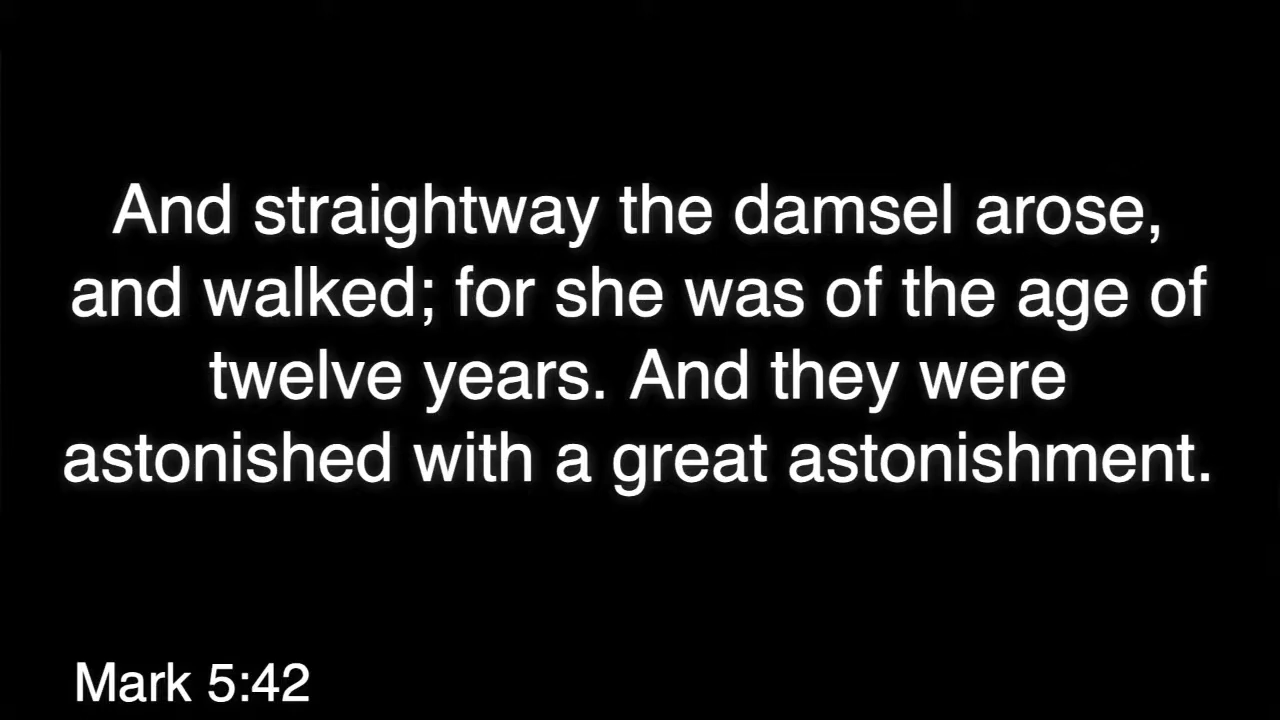 And straightway the damsel arose,
and walked; for she was of the age of
twelve years. And they were
astonished with a great astonishment.
Mark 5:42